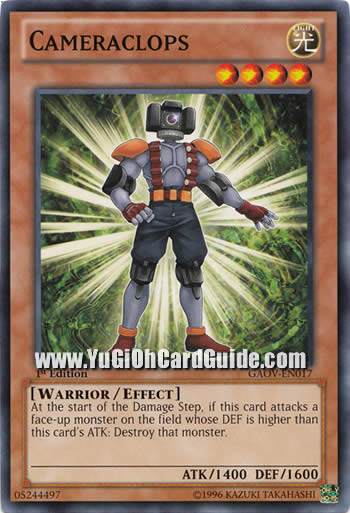 CAMERACLOPS
LIGHT
光
www.YuGiOhCardGuide.com
1st Edition
GAOV-EN017
[WARRIOR/EFFECT]
At the start of the Damage Step, if this card attacks
a face-up monster on the field whose DEF is higher than
this card's ATK: Destroy that monster.
ATK/1400 DEF/1600
05244497
©1996 KAZUKI TAKAHASHI